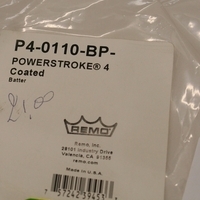 P4-0110-BP-
POWERSTROKE® 4
Coated
Batter
£1.00
REMO
Remo, Inc.
28101 Industry Drive
Valencia, CA 91355
remo.com
Made in U.S.A.